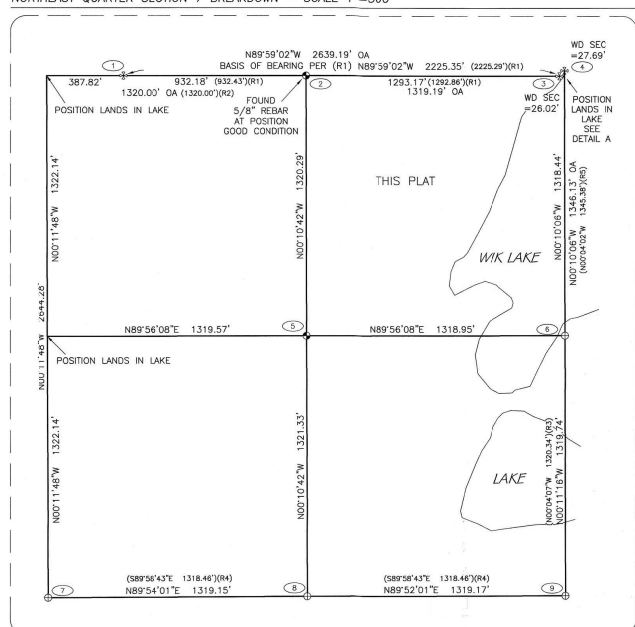 NORTHEAST QUARTER SECTION 7 BREAKDOWN SCALE 1"=500'
N89°59'02"W 2639.19' OA
WD SEC
=27.69'
1
BASIS OF BEARING PER (R1) N89°59'02"W 2225.35' (2225.29')(R1)
387.82'
932.18' (932.43')(R1)
2
1293.17'(1292.86')(R1)
3
4
1320.00' OA (1320.00')(R2)
1319.19' OA
POSITION LANDS IN LAKE
FOUND
5/8" REBAR
AT POSITION
GOOD CONDITION
WD SEC
=26.02'
POSITION
LANDS IN
LAKE
SEE
DETAIL A
N00°11'48"W 1322.14'
N00°10'42"W 1320.29'
THIS PLAT
N00°10'06"W 1318.44'
N00°10'06"W 1346.13' OA
(N00°04'02"W 1345.38')(R5)
WIK LAKE
N00°11'48"W 2644.28'
N89°56'08"E 1319.57'
5
N89°56'08"E 1318.95'
6
POSITION LANDS IN LAKE
N00°11'48"W 1322.14'
N00°10'42"W 1321.33'
LAKE
(N00°04'07"W 1320.34')(R3)
N00°11'16"W 1319.74'
(S89°58'43"E 1318.46')(R4)
(S89°58'43"E 1318.46')(R4)
7
N89°54'01"E 1319.15'
8
N89°52'01"E 1319.17'
9